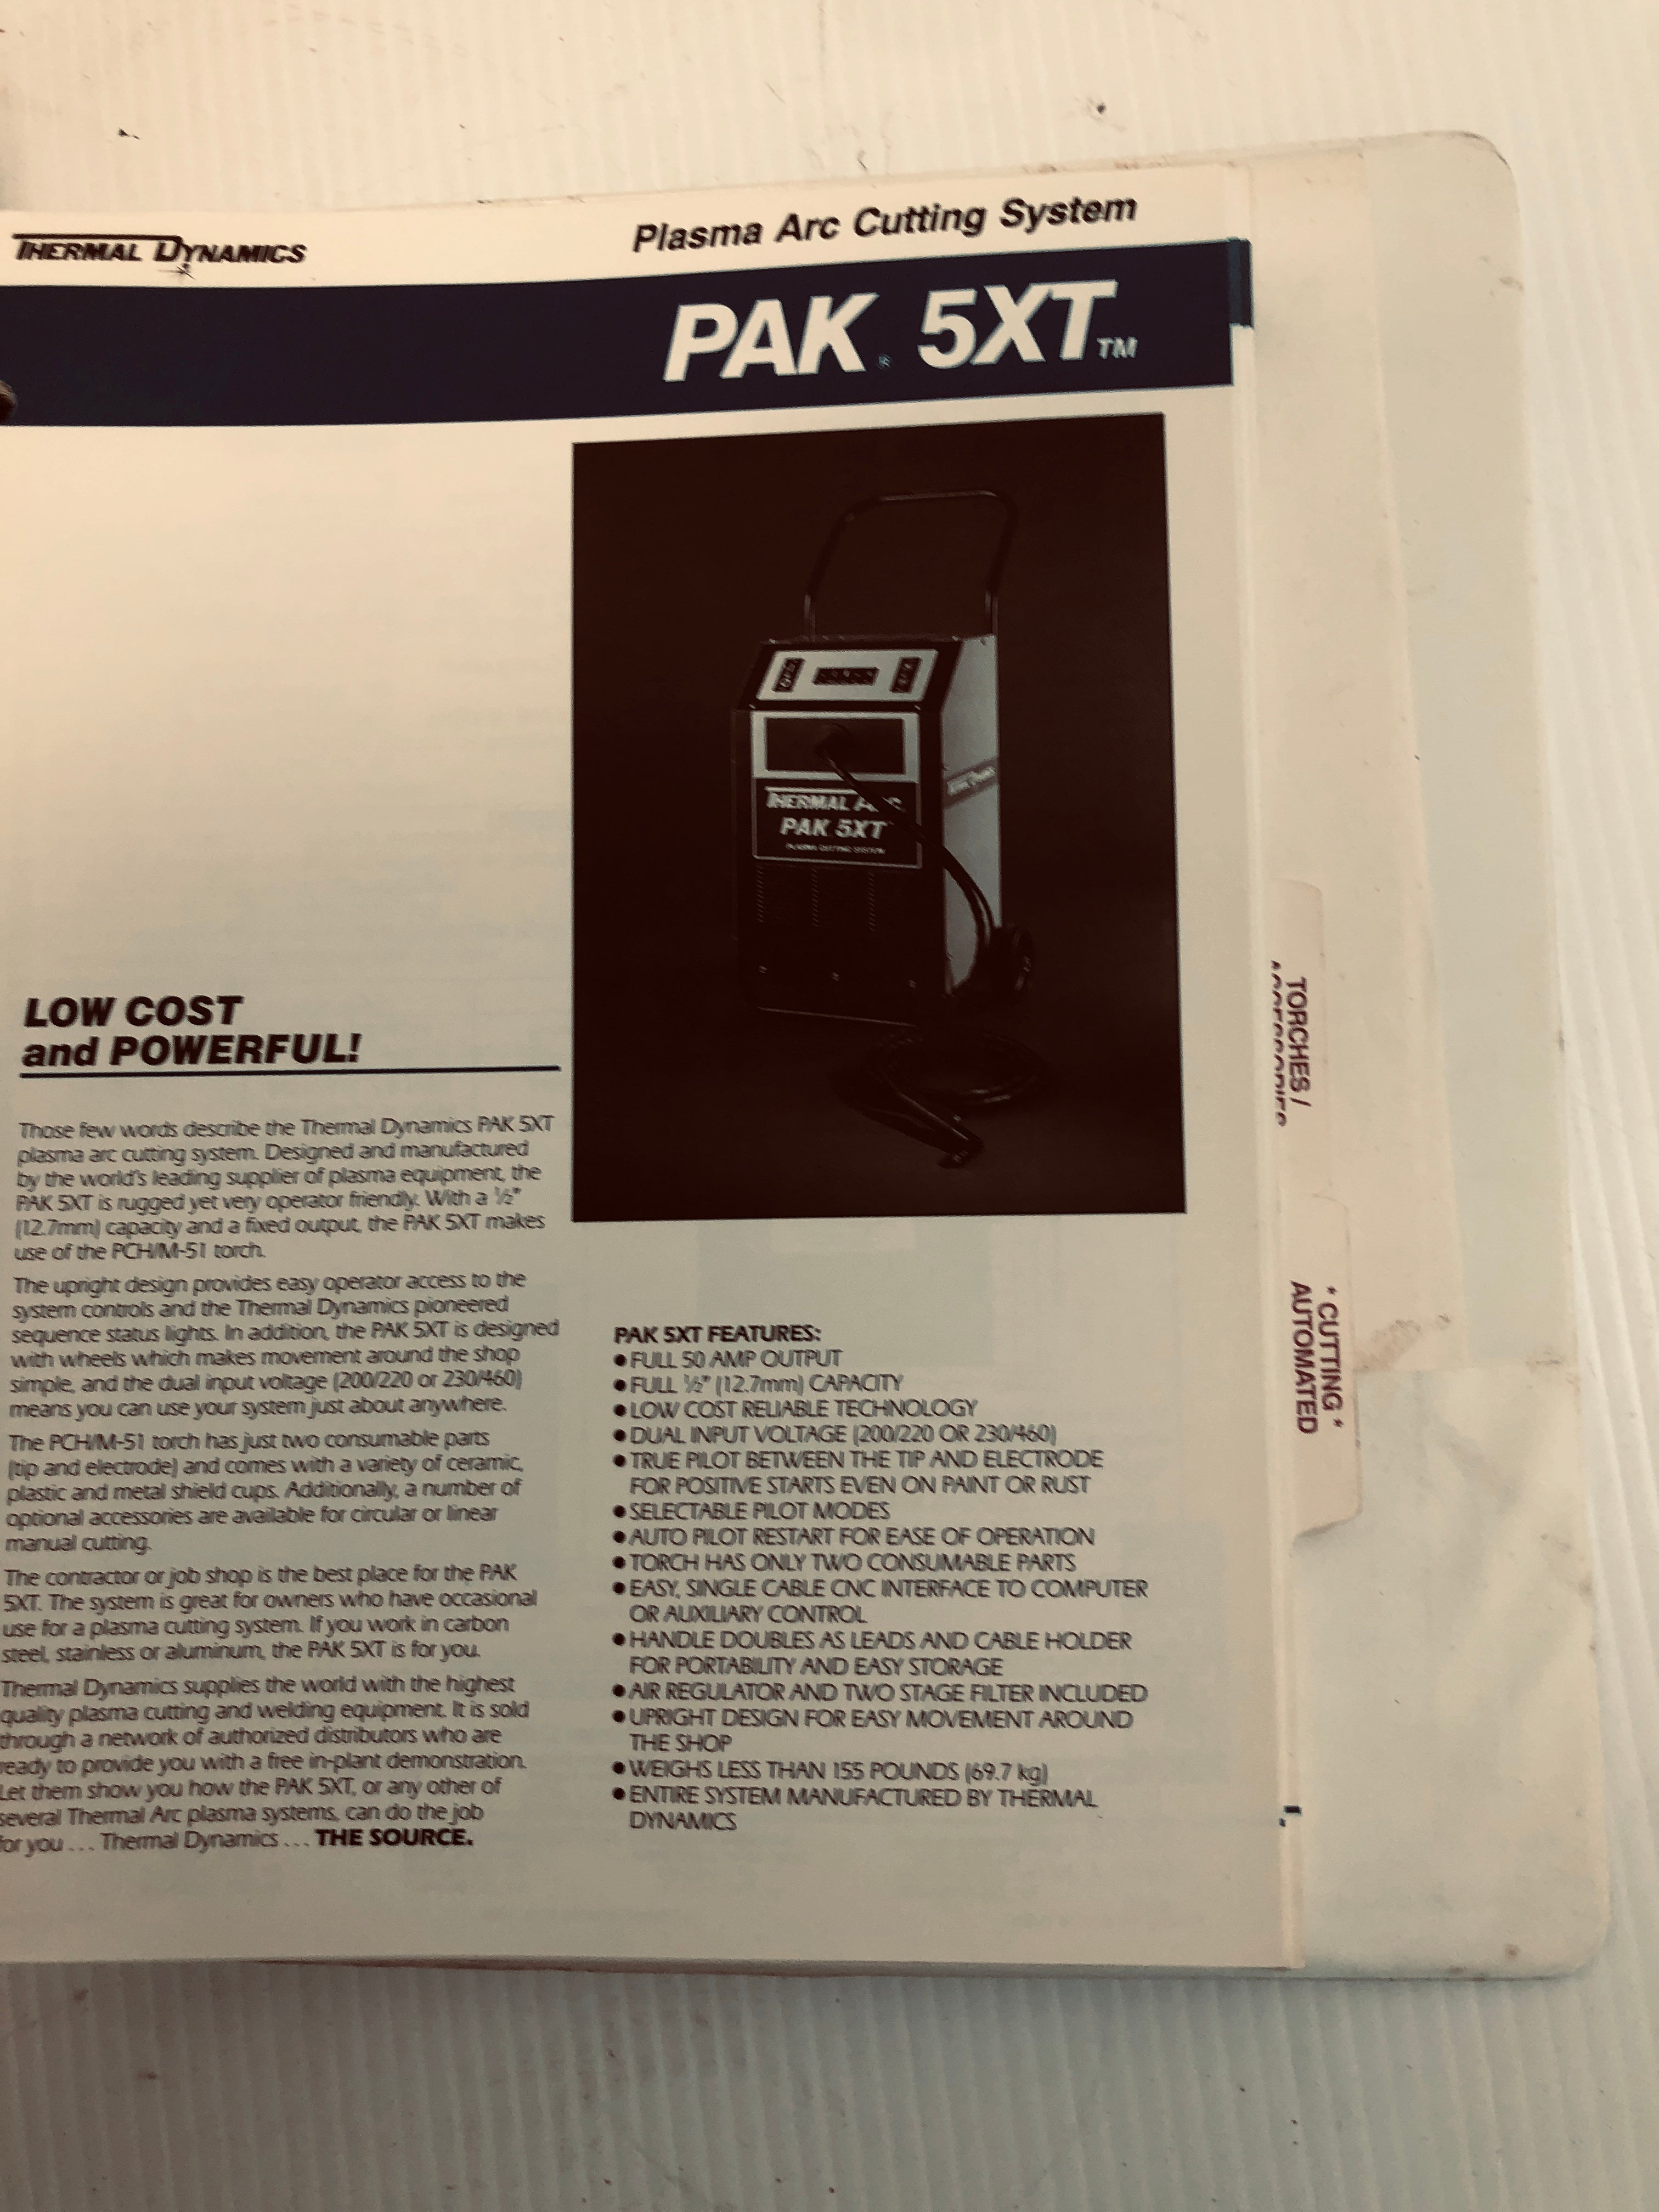 THERMAL DYNAMICS
Plasma Arc Cutting System
PAK® 5XT™
THERMAL
PAK 5XT
PLASMA CUTTING SYSTEM
LOW COST
and POWERFUL!
Those few words describe the Thermal Dynamics PAK 5XT
plasma arc cutting system. Designed and manufactured
by the world's leading supplier of plasma equipment, the
PAK 5XT is rugged yet very operator friendly. With a ½"
(12.7mm) capacity and a fixed output, the PAK 5XT makes
use of the PCH/M-51 torch.
The upright design provides easy operator access to the
system controls and the Thermal Dynamics pioneered
sequence status lights. In addition, the PAK 5XT is designed
with wheels which makes movement around the shop
simple, and the dual input voltage (200/220 or 230/460)
means you can use your system just about anywhere.
The PCH/M-51 torch has just two consumable parts
(tip and electrode) and comes with a variety of ceramic,
plastic and metal shield cups. Additionally, a number of
optional accessories are available for circular or linear
manual cutting.
The contractor or job shop is the best place for the PAK
5XT. The system is great for owners who have occasional
use for a plasma cutting system. If you work in carbon
steel, stainless or aluminum, the PAK 5XT is for you.
Thermal Dynamics supplies the world with the highest
quality plasma cutting and welding equipment. It is sold
through a network of authorized distributors who are
ready to provide you with a free in-plant demonstration.
Let them show you how the PAK 5XT, or any other of
several Thermal Arc plasma systems, can do the job
for you . . . Thermal Dynamics . . . THE SOURCE.
PAK 5XT FEATURES:
● FULL 50 AMP OUTPUT
● FULL ½" (12.7mm) CAPACITY
● LOW COST RELIABLE TECHNOLOGY
● DUAL INPUT VOLTAGE (200/220 OR 230/460)
● TRUE PILOT BETWEEN THE TIP AND ELECTRODE
FOR POSITIVE STARTS EVEN ON PAINT OR RUST
● SELECTABLE PILOT MODES
● AUTO PILOT RESTART FOR EASE OF OPERATION
● TORCH HAS ONLY TWO CONSUMABLE PARTS
● EASY, SINGLE CABLE CNC INTERFACE TO COMPUTER
OR AUXILIARY CONTROL
● HANDLE DOUBLES AS LEADS AND CABLE HOLDER
FOR PORTABILITY AND EASY STORAGE
● AIR REGULATOR AND TWO STAGE FILTER INCLUDED
● UPRIGHT DESIGN FOR EASY MOVEMENT AROUND
THE SHOP
● WEIGHS LESS THAN 155 POUNDS (69.7 kg)
● ENTIRE SYSTEM MANUFACTURED BY THERMAL
DYNAMICS
TORCHES /
ACCESSORIES
* CUTTING *
AUTOMATED